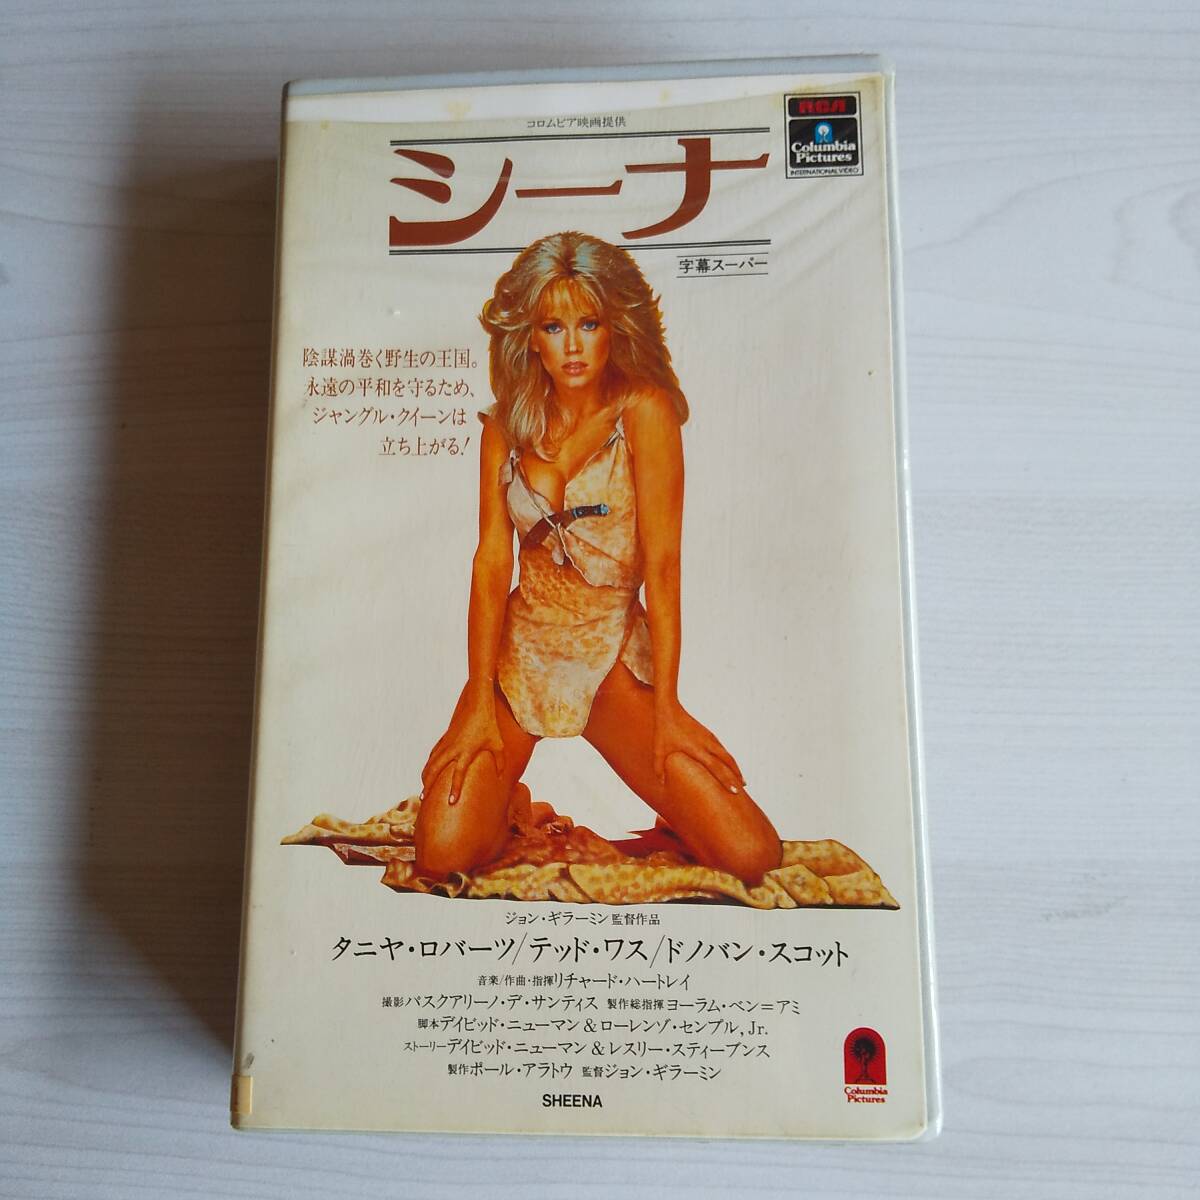 コロムビア映画提供
RCA
Columbia
Pictures
INTERNATIONAL VIDEO
シーナ
字幕スーパー
陰謀渦巻く野生の王国。
永遠の平和を守るため、
ジャングル・クイーンは
立ち上がる!
ジョン・ギラーミン監督作品
タニヤ・ロバーツ/テッド・ワス/ドノバン・スコット
音楽/作曲・指揮リチャード・ハートレイ
撮影パスクアリーノ・デ・サンティス 製作総指揮ヨーラム・ベン=アミ
脚本デイビッド・ニューマン&ローレンゾ・センプル,Jr.
ストーリーデイビッド・ニューマン&レスリー・スティーブンス
製作ポール・アラトウ 監督ジョン・ギラーミン
SHEENA
Columbia
Pictures